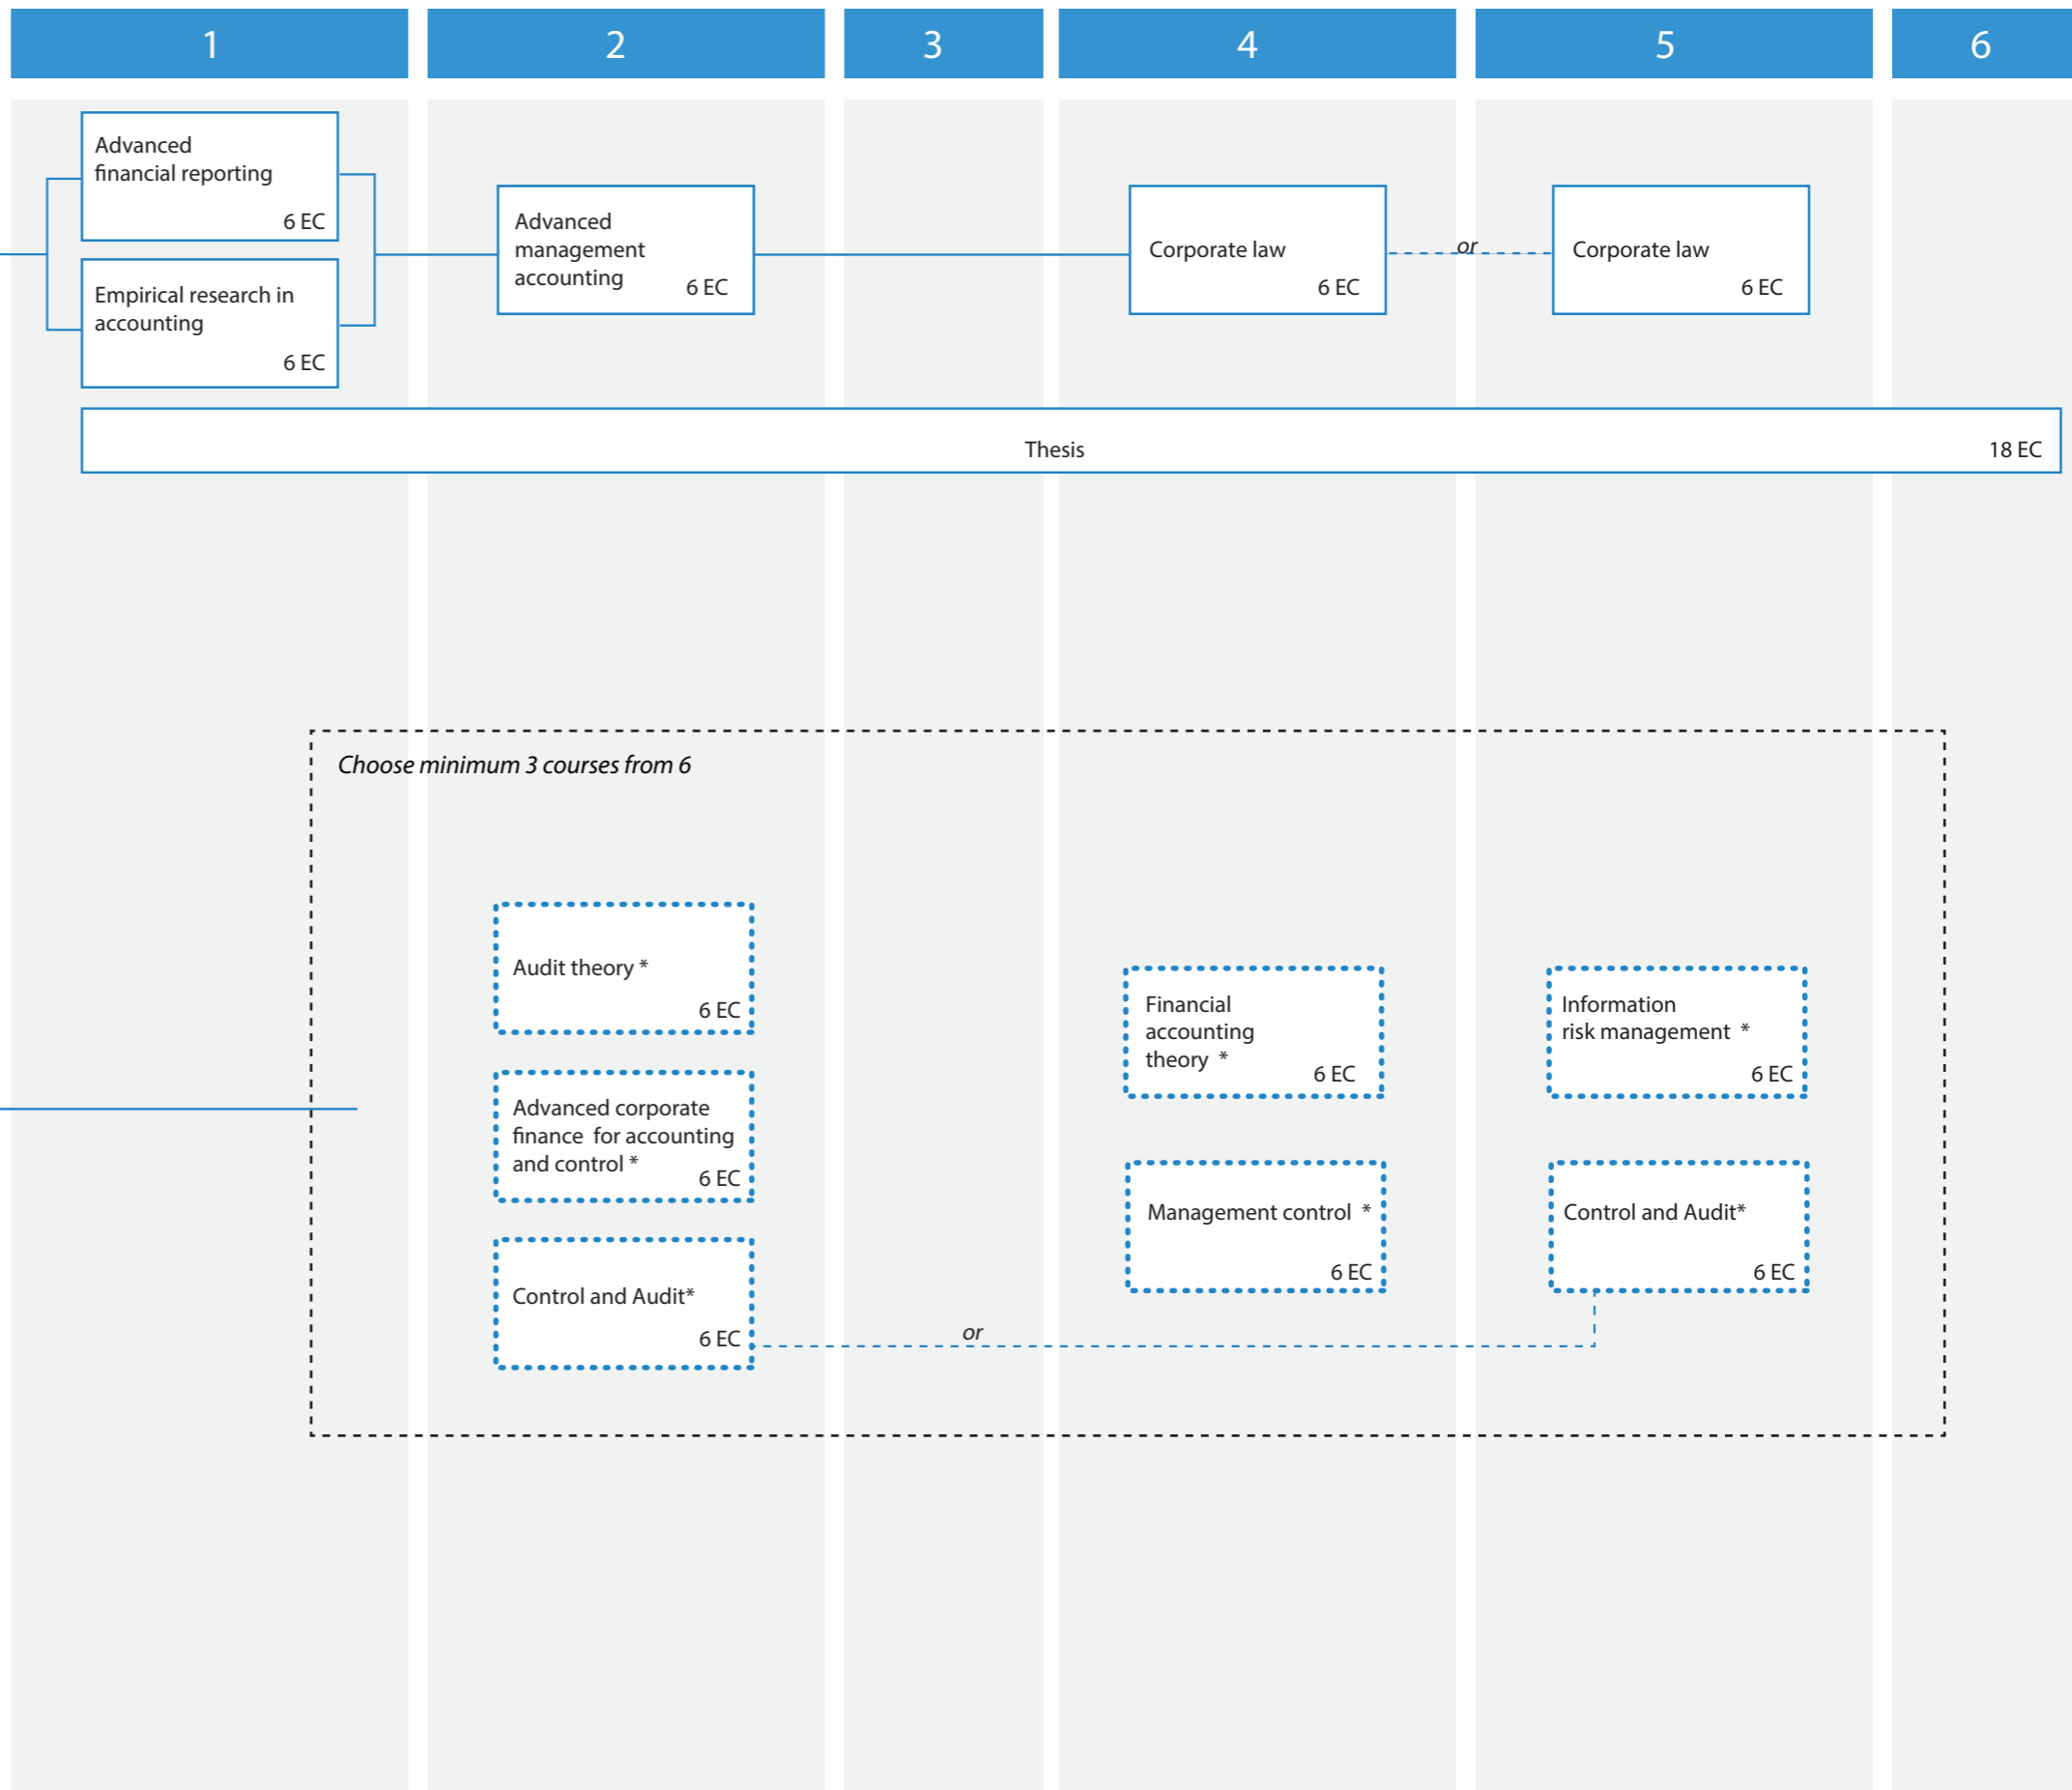 1
2
3
4
5
6
Advanced
financial reporting
6 EC
Empirical research in
accounting
6 EC
Advanced
management
accounting
6 EC
Corporate law
6 EC
or
Corporate law
6 EC
Thesis
18 EC
Choose minimum 3 courses from 6
Audit theory *
6 EC
Advanced corporate
finance for accounting
and control *
6 EC
Control and Audit*
6 EC
or
Financial
accounting
theory *
6 EC
Management control *
6 EC
Information
risk management *
6 EC
Control and Audit*
6 EC